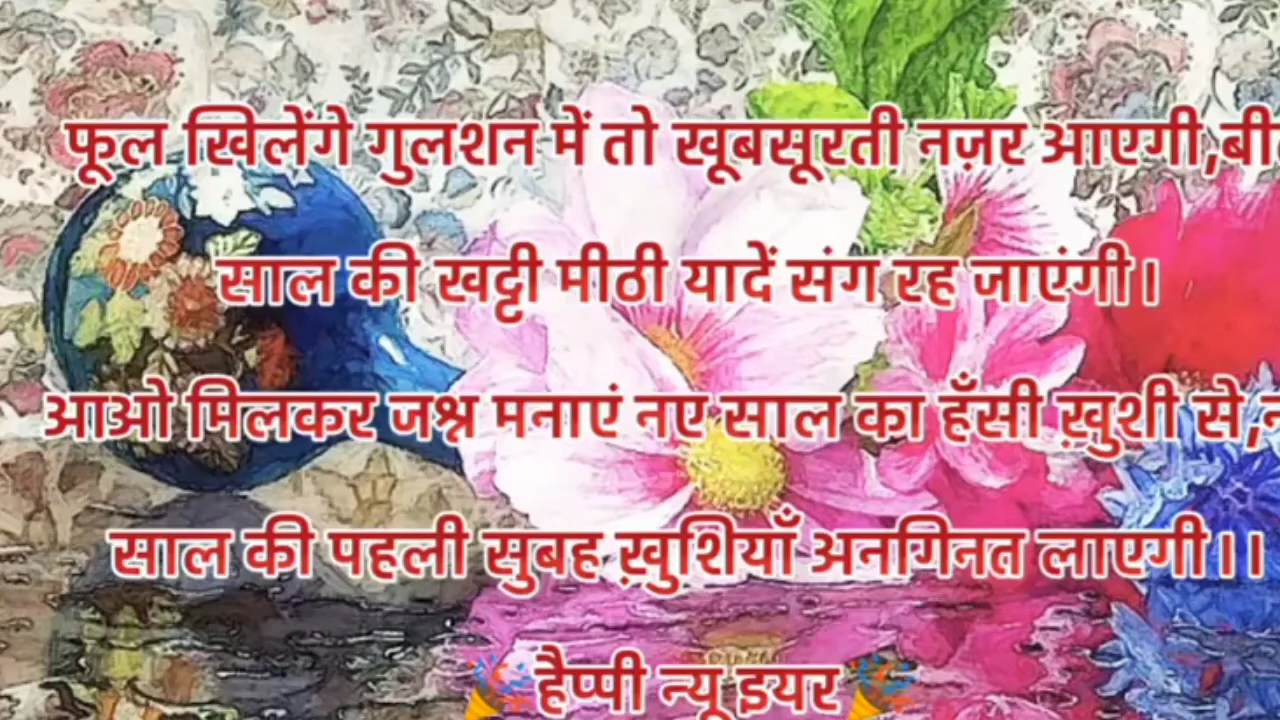 फूल खिलेंगे गुलशन में तो खूबसूरती नज़र आएगी,
साल की खट्टी मीठी यादें संग रह जाएंगी।
आओ मिलकर जश्न मनाएं नए साल का हँसी ख़ुशी से,
साल की पहली सुबह ख़ुशियाँ अनगिनत लाएगी।।
🎉हैप्पी न्यू इयर🎉